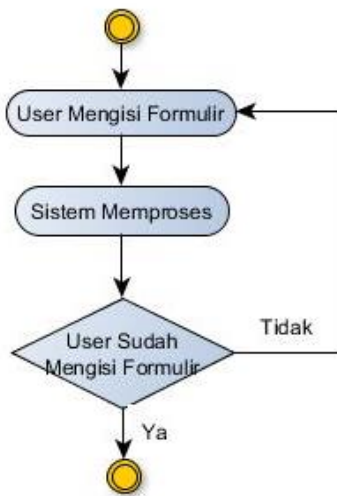 User Mengisi Formulir
Sistem Memproses
User Sudah
Mengisi Formulir
Tidak
Ya